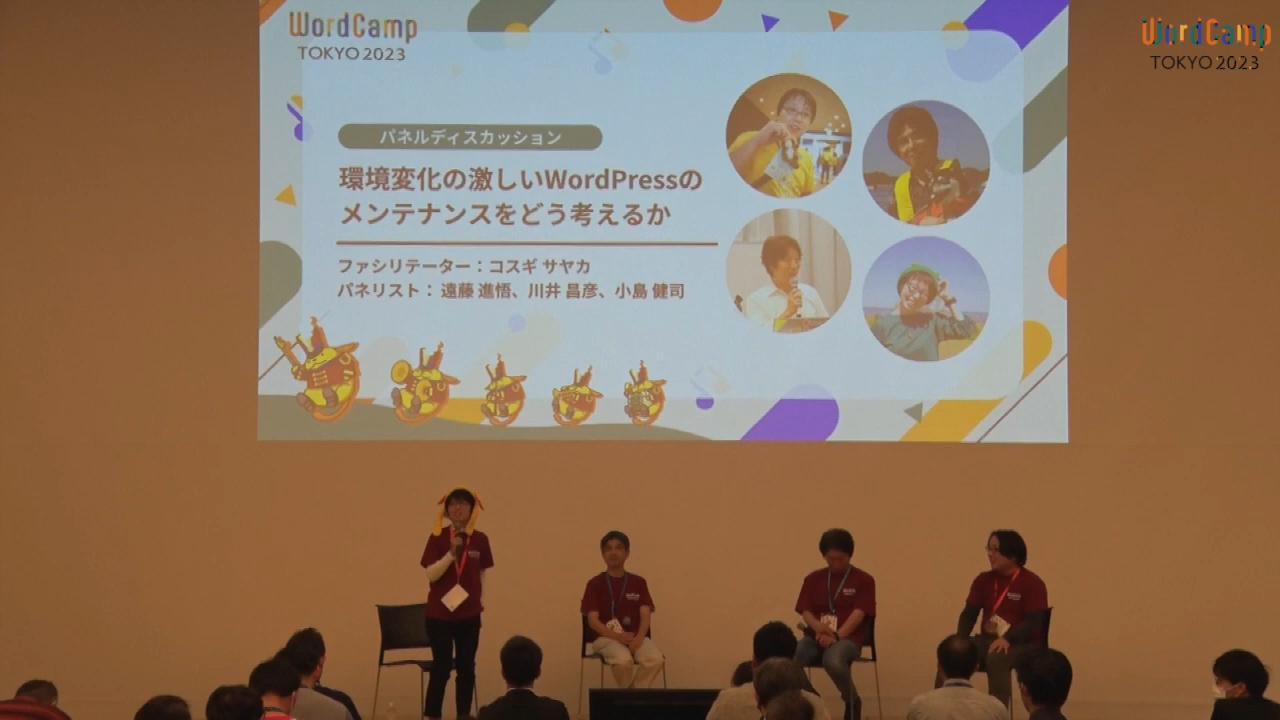 WordCamp
TOKYO 2023
パネルディスカッション
環境変化の激しいWordPressの
メンテナンスをどう考えるか
ファシリテーター：コスギ サヤカ
パネリスト： 遠藤 進悟、川井 昌彦、小島 健司
WordCamp
TOKYO 2023